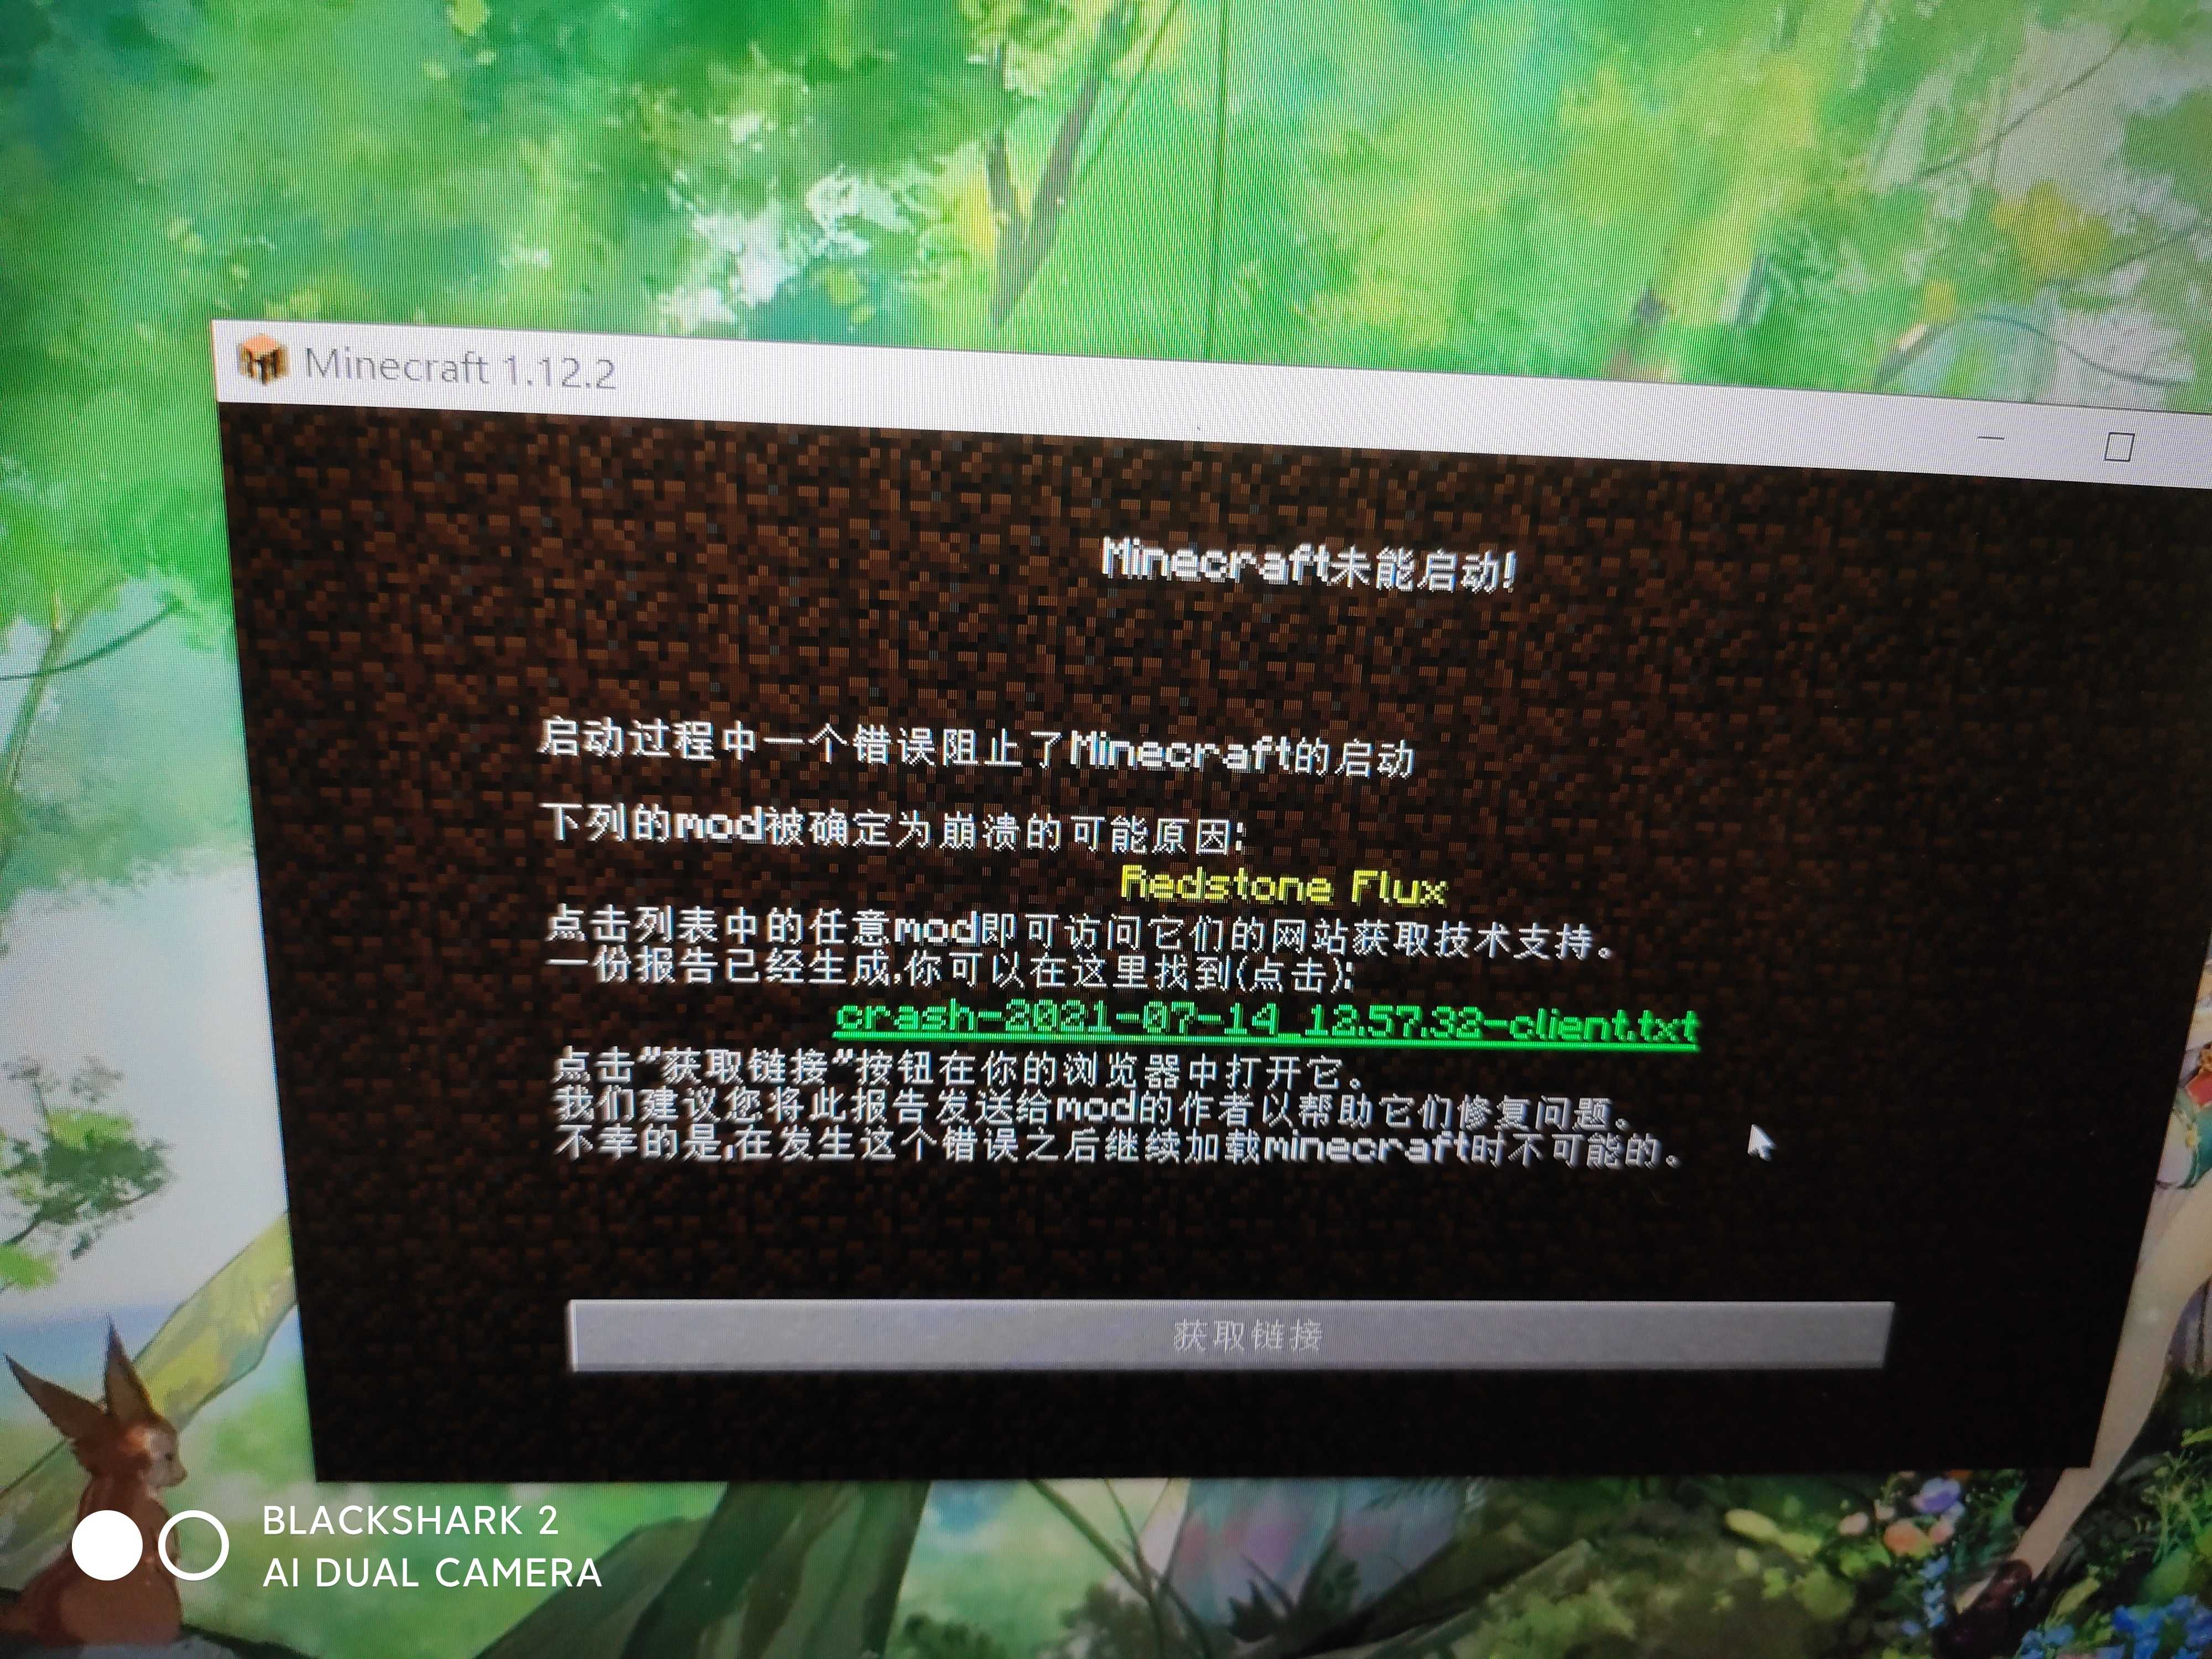 Minecraft 1.12.2
Minecraft未能启动!
启动过程中一个错误阻止了Minecraft的启动
下列的mod被确定为崩溃的可能原因:
Redstone Flux
点击列表中的任意mod即可访问它们的网站获取技术支持。
一份报告已经生成,你可以在这里找到(点击):
crash-2021-07-14_12.57.32-client.txt
点击"获取链接"按钮在你的浏览器中打开它。
我们建议您将此报告发送给mod的作者以帮助它们修复问题。
不幸的是,在发生这个错误之后继续加载minecraft时不可能的。
获取链接
BLACKSHARK 2
AI DUAL CAMERA